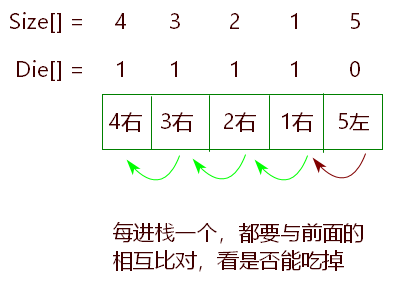 Size[] = 4 3 2 1 5
Die[] = 1 1 1 1 0
4右 3右 2右 1右 5左
每进栈一个，都要与前面的
相互比对，看是否能吃掉